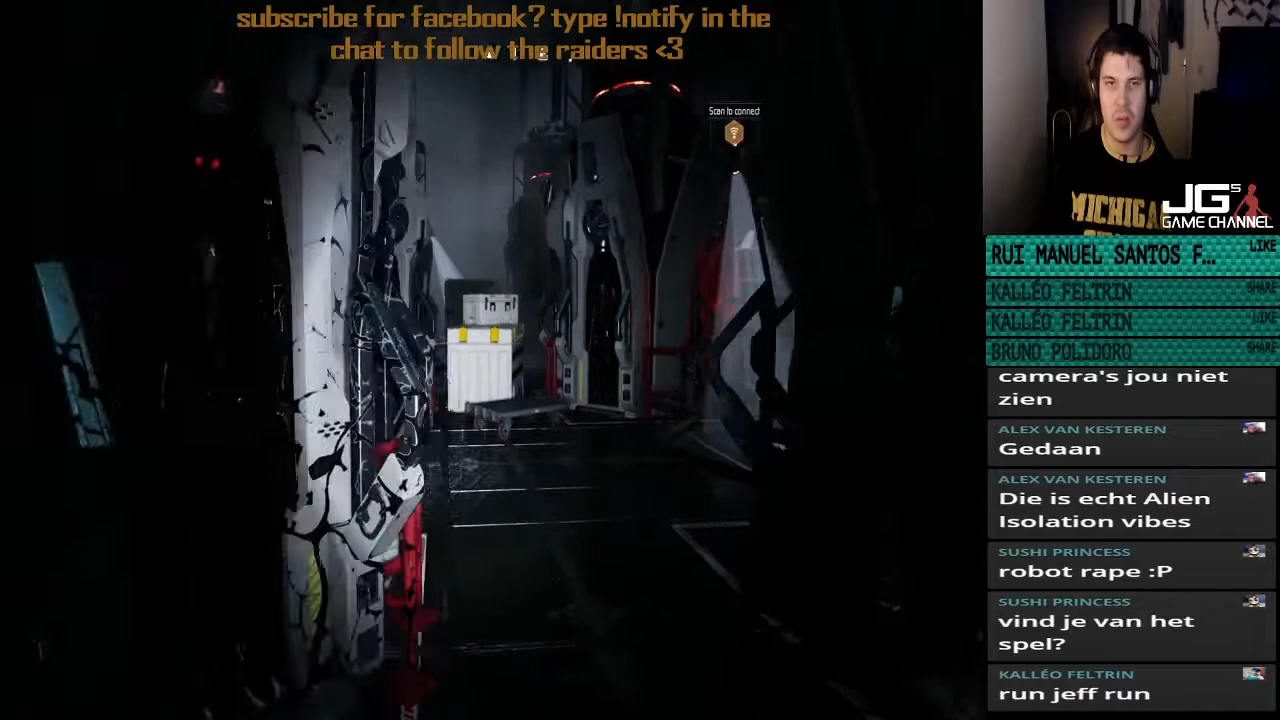 subscribe for facebook? type !notify in the
chat to follow the raiders <3
Scan to connect
MICHIGA
JG5
GAME CHANNEL
RUI MANUEL SANTOS F... LIKE
KALLÉO FELTRIN SHARE
KALLÉO FELTRIN LIKE
BRUNO POLIDORO SHARE
camera's jou niet
zien
ALEX VAN KESTEREN
Gedaan
ALEX VAN KESTEREN
Die is echt Alien
Isolation vibes
SUSHI PRINCESS
robot rape :P
SUSHI PRINCESS
vind je van het
spel?
KALLÉO FELTRIN
run jeff run